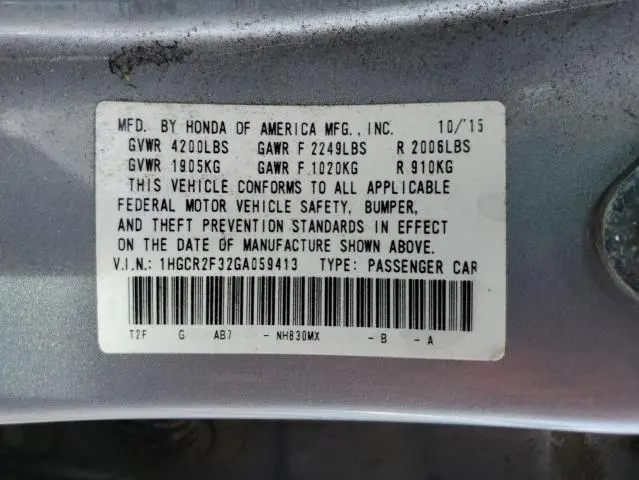 MFD. BY HONDA OF AMERICA MFG., INC. 10/'15
GVWR 4200LBS GAWR F 2249LBS R 2006LBS
GVWR 1905KG GAWR F 1020KG R 910KG
THIS VEHICLE CONFORMS TO ALL APPLICABLE
FEDERAL MOTOR VEHICLE SAFETY, BUMPER,
AND THEFT PREVENTION STANDARDS IN EFFECT
ON THE DATE OF MANUFACTURE SHOWN ABOVE.
V.I.N.: 1HGCR2F32GA059413 TYPE: PASSENGER CAR
T2F G AB7 - NH830MX - B - A